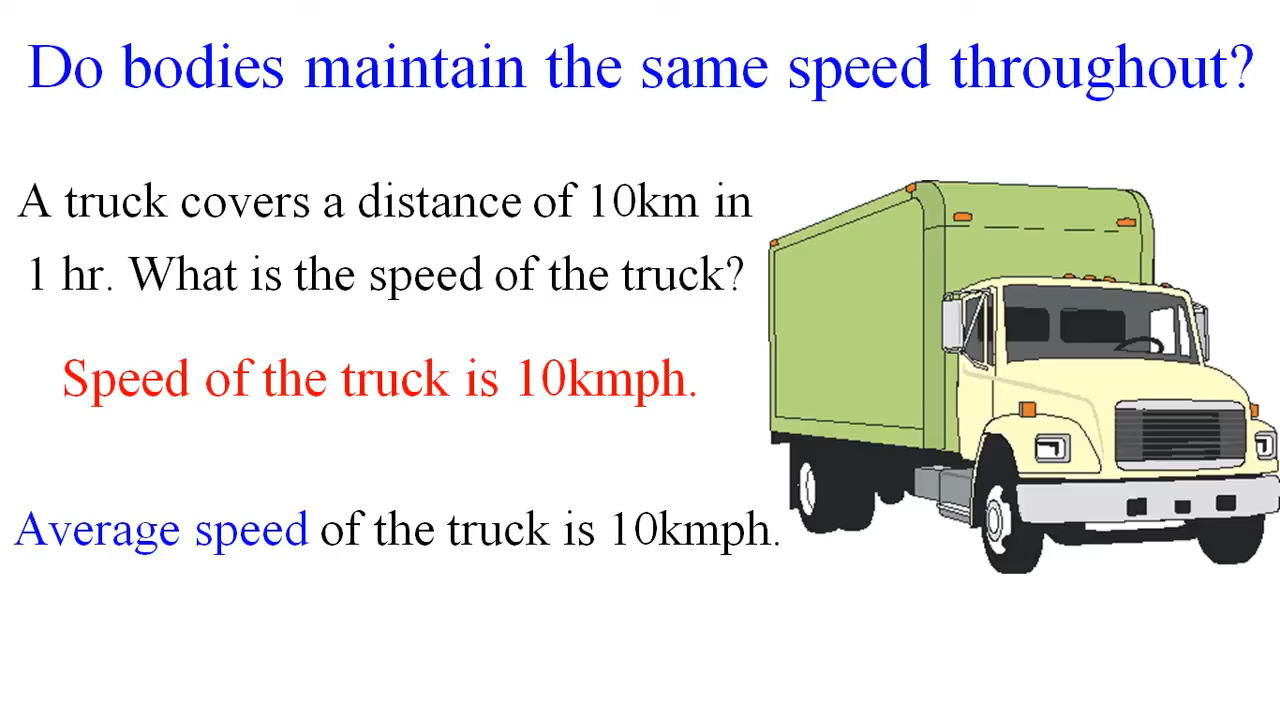 Do bodies maintain the same speed throughout?
A truck covers a distance of 10km in
1 hr. What is the speed of the truck?
Speed of the truck is 10kmph.
Average speed of the truck is 10kmph.